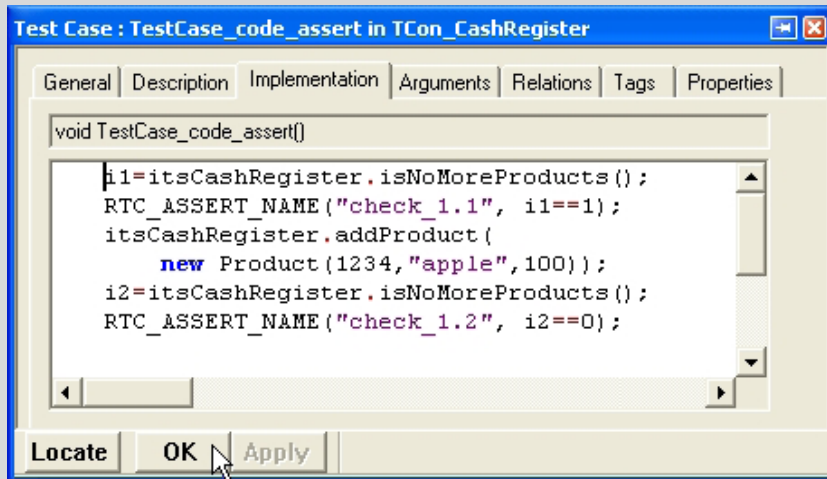 Test Case : TestCase_code_assert in TCon_CashRegister
General Description Implementation Arguments Relations Tags Properties
void TestCase_code_assert()
i1=itsCashRegister.isNoMoreProducts();
RTC_ASSERT_NAME("check_1.1", i1==1);
itsCashRegister.addProduct(
new Product(1234,"apple",100));
i2=itsCashRegister.isNoMoreProducts();
RTC_ASSERT_NAME("check_1.2", i2==0);
Locate OK Apply